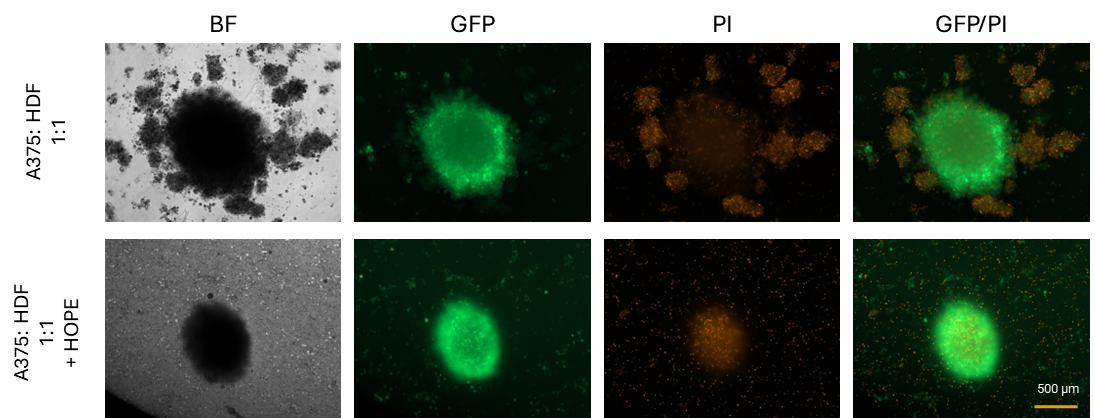 BF GFP PI GFP/PI
A375: HDF
1:1
A375: HDF
1:1
+ HOPE
500 µm